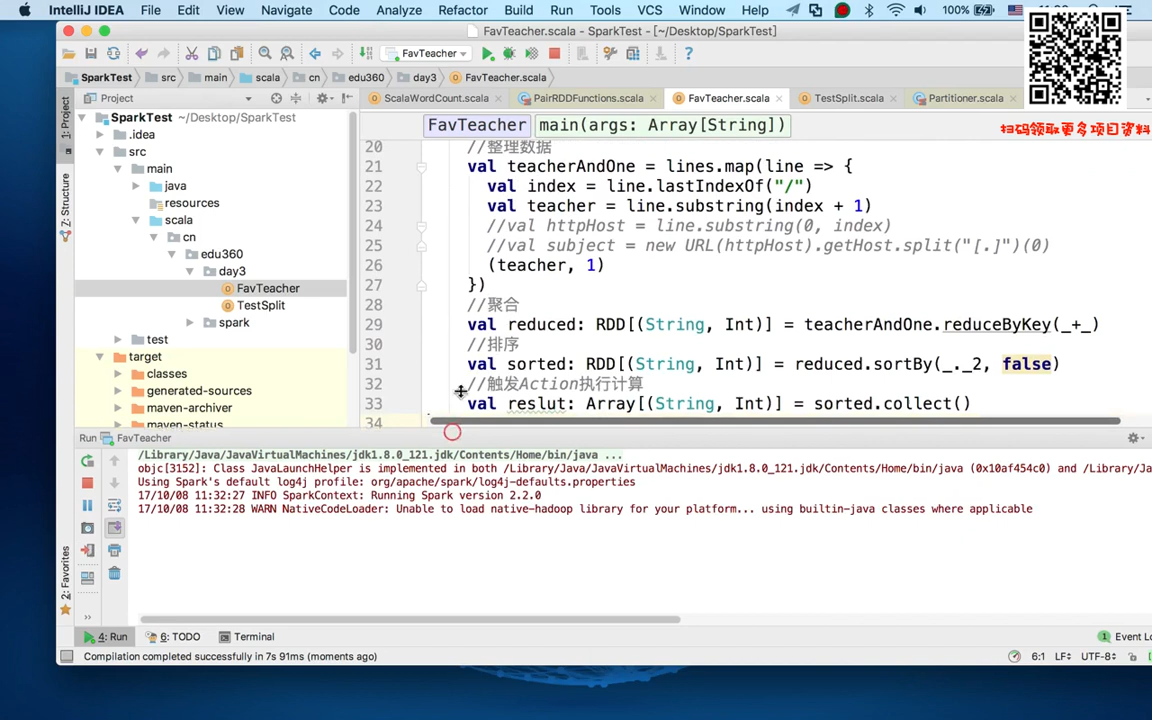 IntelliJ IDEA File Edit View Navigate Code Analyze Refactor Build Run Tools VCS Window Help 100%
FavTeacher.scala - SparkTest - [~/Desktop/SparkTest]
FavTeacher
SparkTest src main scala cn edu360 day3 FavTeacher.scala
扫码领取更多项目资料
Project
ScalaWordCount.scala PairRDDFunctions.scala FavTeacher.scala TestSplit.scala Partitioner.scala
1: Project
Z: Structure
2: Favorites
SparkTest ~/Desktop/SparkTest
.idea
src
main
java
resources
scala
cn
edu360
day3
FavTeacher
TestSplit
spark
test
target
classes
generated-sources
maven-archiver
maven-status
FavTeacher main(args: Array[String])
20 //整理数据
21 val teacherAndOne = lines.map(line => {
22 val index = line.lastIndexOf("/")
23 val teacher = line.substring(index + 1)
24 //val httpHost = line.substring(0, index)
25 //val subject = new URL(httpHost).getHost.split("[.]")(0)
26 (teacher, 1)
27 })
28 //聚合
29 val reduced: RDD[(String, Int)] = teacherAndOne.reduceByKey(_+_)
30 //排序
31 val sorted: RDD[(String, Int)] = reduced.sortBy(_._2, false)
32 //触发Action执行计算
33 val reslut: Array[(String, Int)] = sorted.collect()
34
Run FavTeacher
/Library/Java/JavaVirtualMachines/jdk1.8.0_121.jdk/Contents/Home/bin/java ...
objc[3152]: Class JavaLaunchHelper is implemented in both /Library/Java/JavaVirtualMachines/jdk1.8.0_121.jdk/Contents/Home/bin/java (0x10af454c0) and /Library/Ja
Using Spark's default log4j profile: org/apache/spark/log4j-defaults.properties
17/10/08 11:32:27 INFO SparkContext: Running Spark version 2.2.0
17/10/08 11:32:28 WARN NativeCodeLoader: Unable to load native-hadoop library for your platform... using builtin-java classes where applicable
4: Run 6: TODO Terminal 1 Event Lo
Compilation completed successfully in 7s 91ms (moments ago) 6:1 LF UTF-8